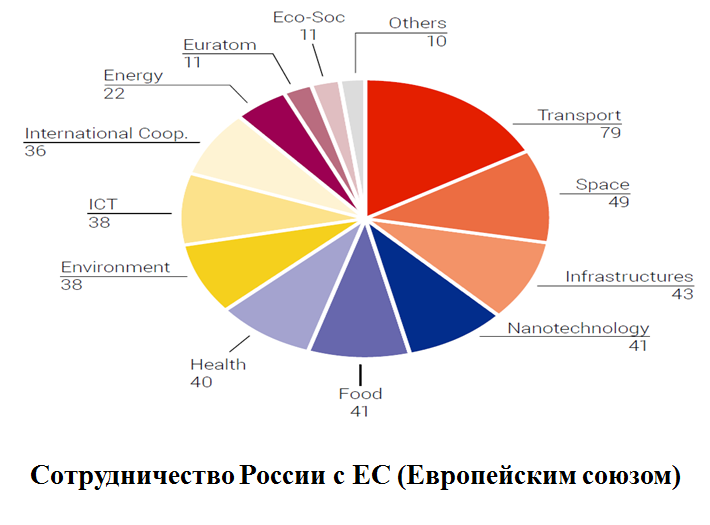 Eco-Soc
11
Others
10
Euratom
11
Energy
22
Transport
79
International Coop.
36
Space
49
ICT
38
Environment
38
Infrastructures
43
Nanotechnology
41
Health
40
Food
41
Сотрудничество России с ЕС (Европейским союзом)